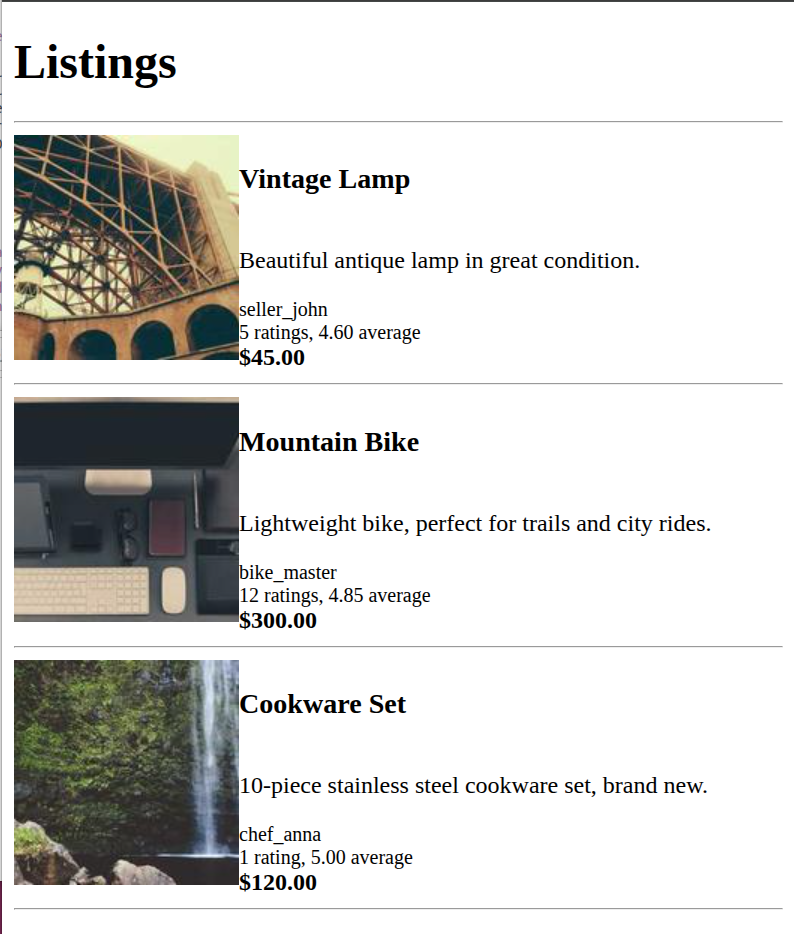 Listings
Vintage Lamp
Beautiful antique lamp in great condition.
seller_john
5 ratings, 4.60 average
$45.00
Mountain Bike
Lightweight bike, perfect for trails and city rides.
bike_master
12 ratings, 4.85 average
$300.00
Cookware Set
10-piece stainless steel cookware set, brand new.
chef_anna
1 rating, 5.00 average
$120.00